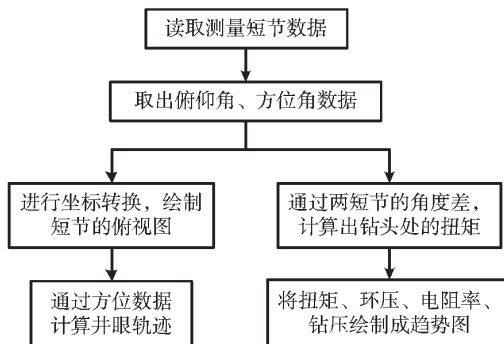 读取测量短节数据
取出俯仰角、方位角数据
进行坐标转换，绘制
短节的俯视图
通过两短节的角度差，
计算出钻头处的扭矩
通过方位数据
计算井眼轨迹
将扭矩、环压、电阻率、
钻压绘制成趋势图